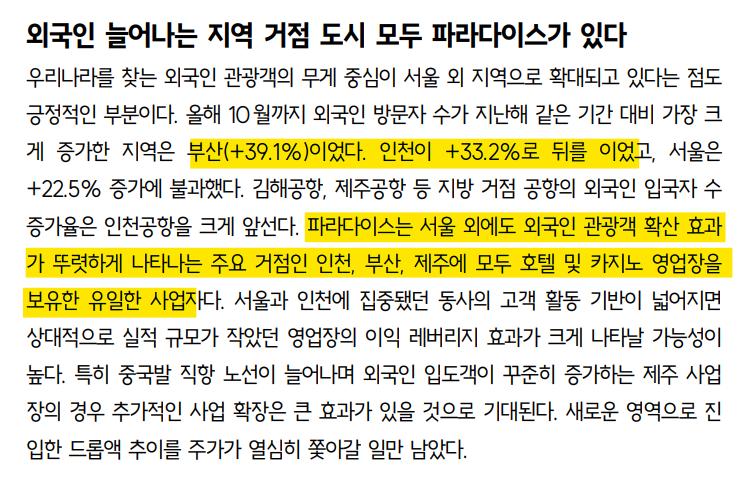 외국인 늘어나는 지역 거점 도시 모두 파라다이스가 있다
우리나라를 찾는 외국인 관광객의 무게 중심이 서울 외 지역으로 확대되고 있다는 점도
긍정적인 부분이다. 올해 10월까지 외국인 방문자 수가 지난해 같은 기간 대비 가장 크
게 증가한 지역은 부산(+39.1%)이었다. 인천이 +33.2%로 뒤를 이었고, 서울은
+22.5% 증가에 불과했다. 김해공항, 제주공항 등 지방 거점 공항의 외국인 입국자 수
증가율은 인천공항을 크게 앞선다. 파라다이스는 서울 외에도 외국인 관광객 확산 효과
가 뚜렷하게 나타나는 주요 거점인 인천, 부산, 제주에 모두 호텔 및 카지노 영업장을
보유한 유일한 사업자다. 서울과 인천에 집중됐던 동사의 고객 활동 기반이 넓어지면
상대적으로 실적 규모가 작았던 영업장의 이익 레버리지 효과가 크게 나타날 가능성이
높다. 특히 중국발 직항 노선이 늘어나며 외국인 입도객이 꾸준히 증가하는 제주 사업
장의 경우 추가적인 사업 확장은 큰 효과가 있을 것으로 기대된다. 새로운 영역으로 진
입한 드롭액 추이를 주가가 열심히 쫓아갈 일만 남았다.